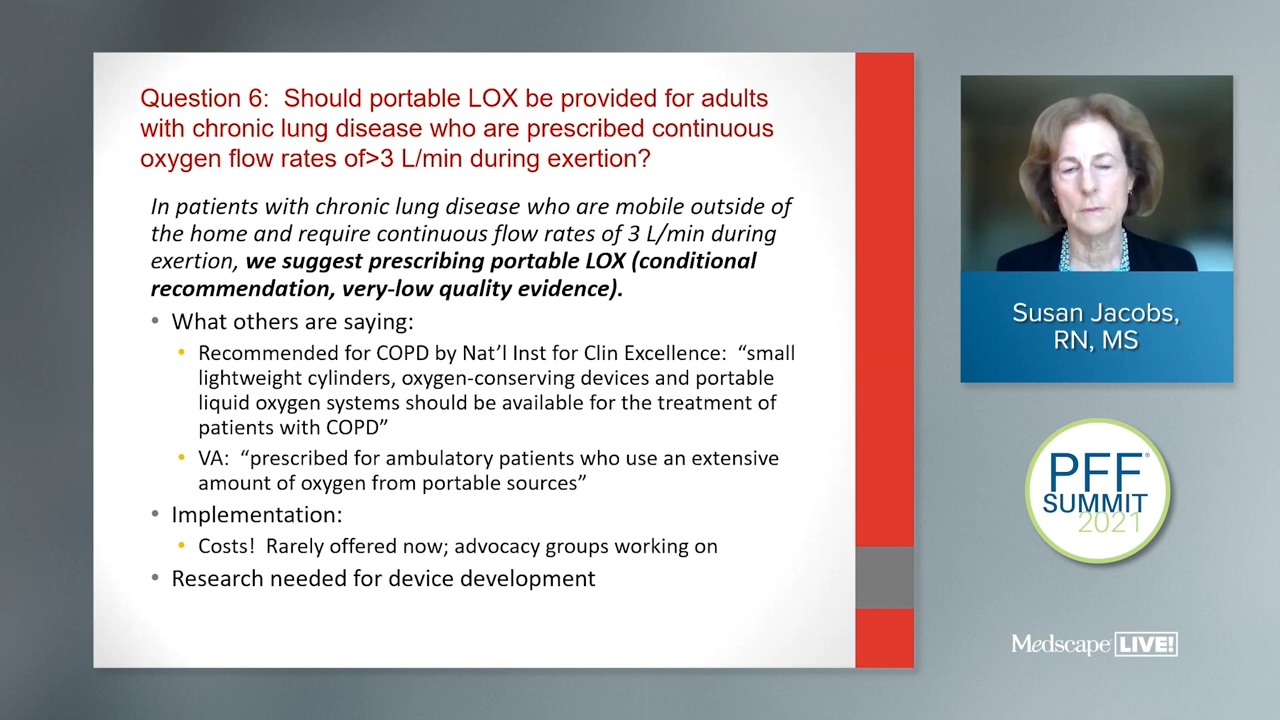 Question 6:  Should portable LOX be provided for adults
with chronic lung disease who are prescribed continuous
oxygen flow rates of>3 L/min during exertion?
In patients with chronic lung disease who are mobile outside of
the home and require continuous flow rates of 3 L/min during
exertion, we suggest prescribing portable LOX (conditional
recommendation, very-low quality evidence).
• What others are saying:
• Recommended for COPD by Nat’l Inst for Clin Excellence:  “small
lightweight cylinders, oxygen-conserving devices and portable
liquid oxygen systems should be available for the treatment of
patients with COPD”
• VA:  “prescribed for ambulatory patients who use an extensive
amount of oxygen from portable sources”
• Implementation:
• Costs!  Rarely offered now; advocacy groups working on
• Research needed for device development
Susan Jacobs,
RN, MS
PFF®
SUMMIT
2021
Medscape LIVE!